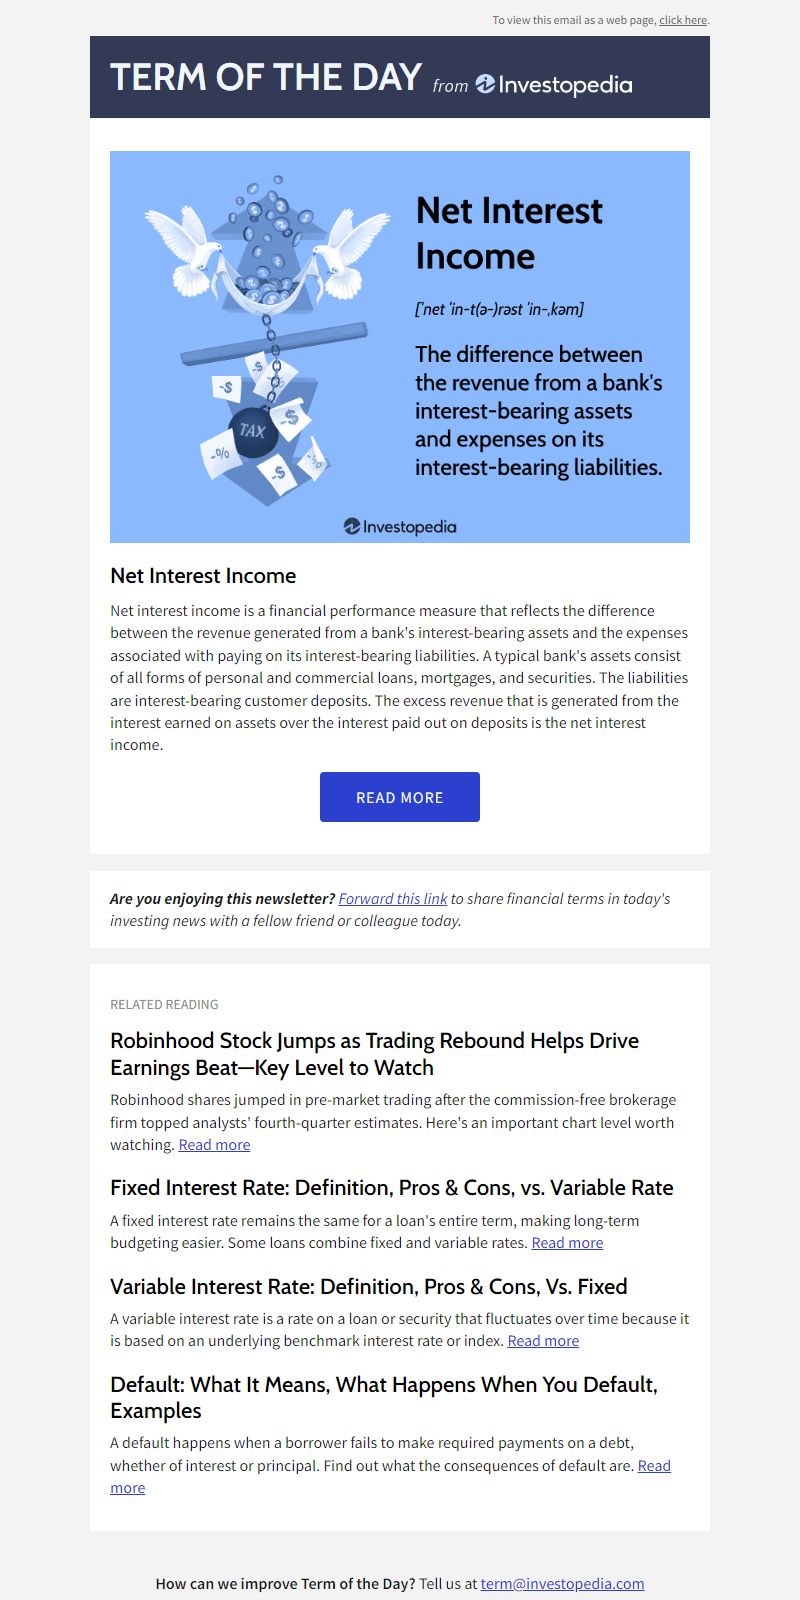 To view this email as a web page, click here.
TERM OF THE DAY from Investopedia
Net Interest
Income
['net 'in-t(ə-)rəst 'in-ˌkəm]
The difference between
the revenue from a bank's
interest-bearing assets
and expenses on its
interest-bearing liabilities.
$
$
$
$
$
-$
-$
-%
TAX
-$
-%
-$
-%
Investopedia
Net Interest Income
Net interest income is a financial performance measure that reflects the difference
between the revenue generated from a bank's interest-bearing assets and the expenses
associated with paying on its interest-bearing liabilities. A typical bank's assets consist
of all forms of personal and commercial loans, mortgages, and securities. The liabilities
are interest-bearing customer deposits. The excess revenue that is generated from the
interest earned on assets over the interest paid out on deposits is the net interest
income.
READ MORE
Are you enjoying this newsletter? Forward this link to share financial terms in today's
investing news with a fellow friend or colleague today.
RELATED READING
Robinhood Stock Jumps as Trading Rebound Helps Drive
Earnings Beat—Key Level to Watch
Robinhood shares jumped in pre-market trading after the commission-free brokerage
firm topped analysts' fourth-quarter estimates. Here's an important chart level worth
watching. Read more
Fixed Interest Rate: Definition, Pros & Cons, vs. Variable Rate
A fixed interest rate remains the same for a loan's entire term, making long-term
budgeting easier. Some loans combine fixed and variable rates. Read more
Variable Interest Rate: Definition, Pros & Cons, Vs. Fixed
A variable interest rate is a rate on a loan or security that fluctuates over time because it
is based on an underlying benchmark interest rate or index. Read more
Default: What It Means, What Happens When You Default,
Examples
A default happens when a borrower fails to make required payments on a debt,
whether of interest or principal. Find out what the consequences of default are. Read
more
How can we improve Term of the Day? Tell us at term@investopedia.com